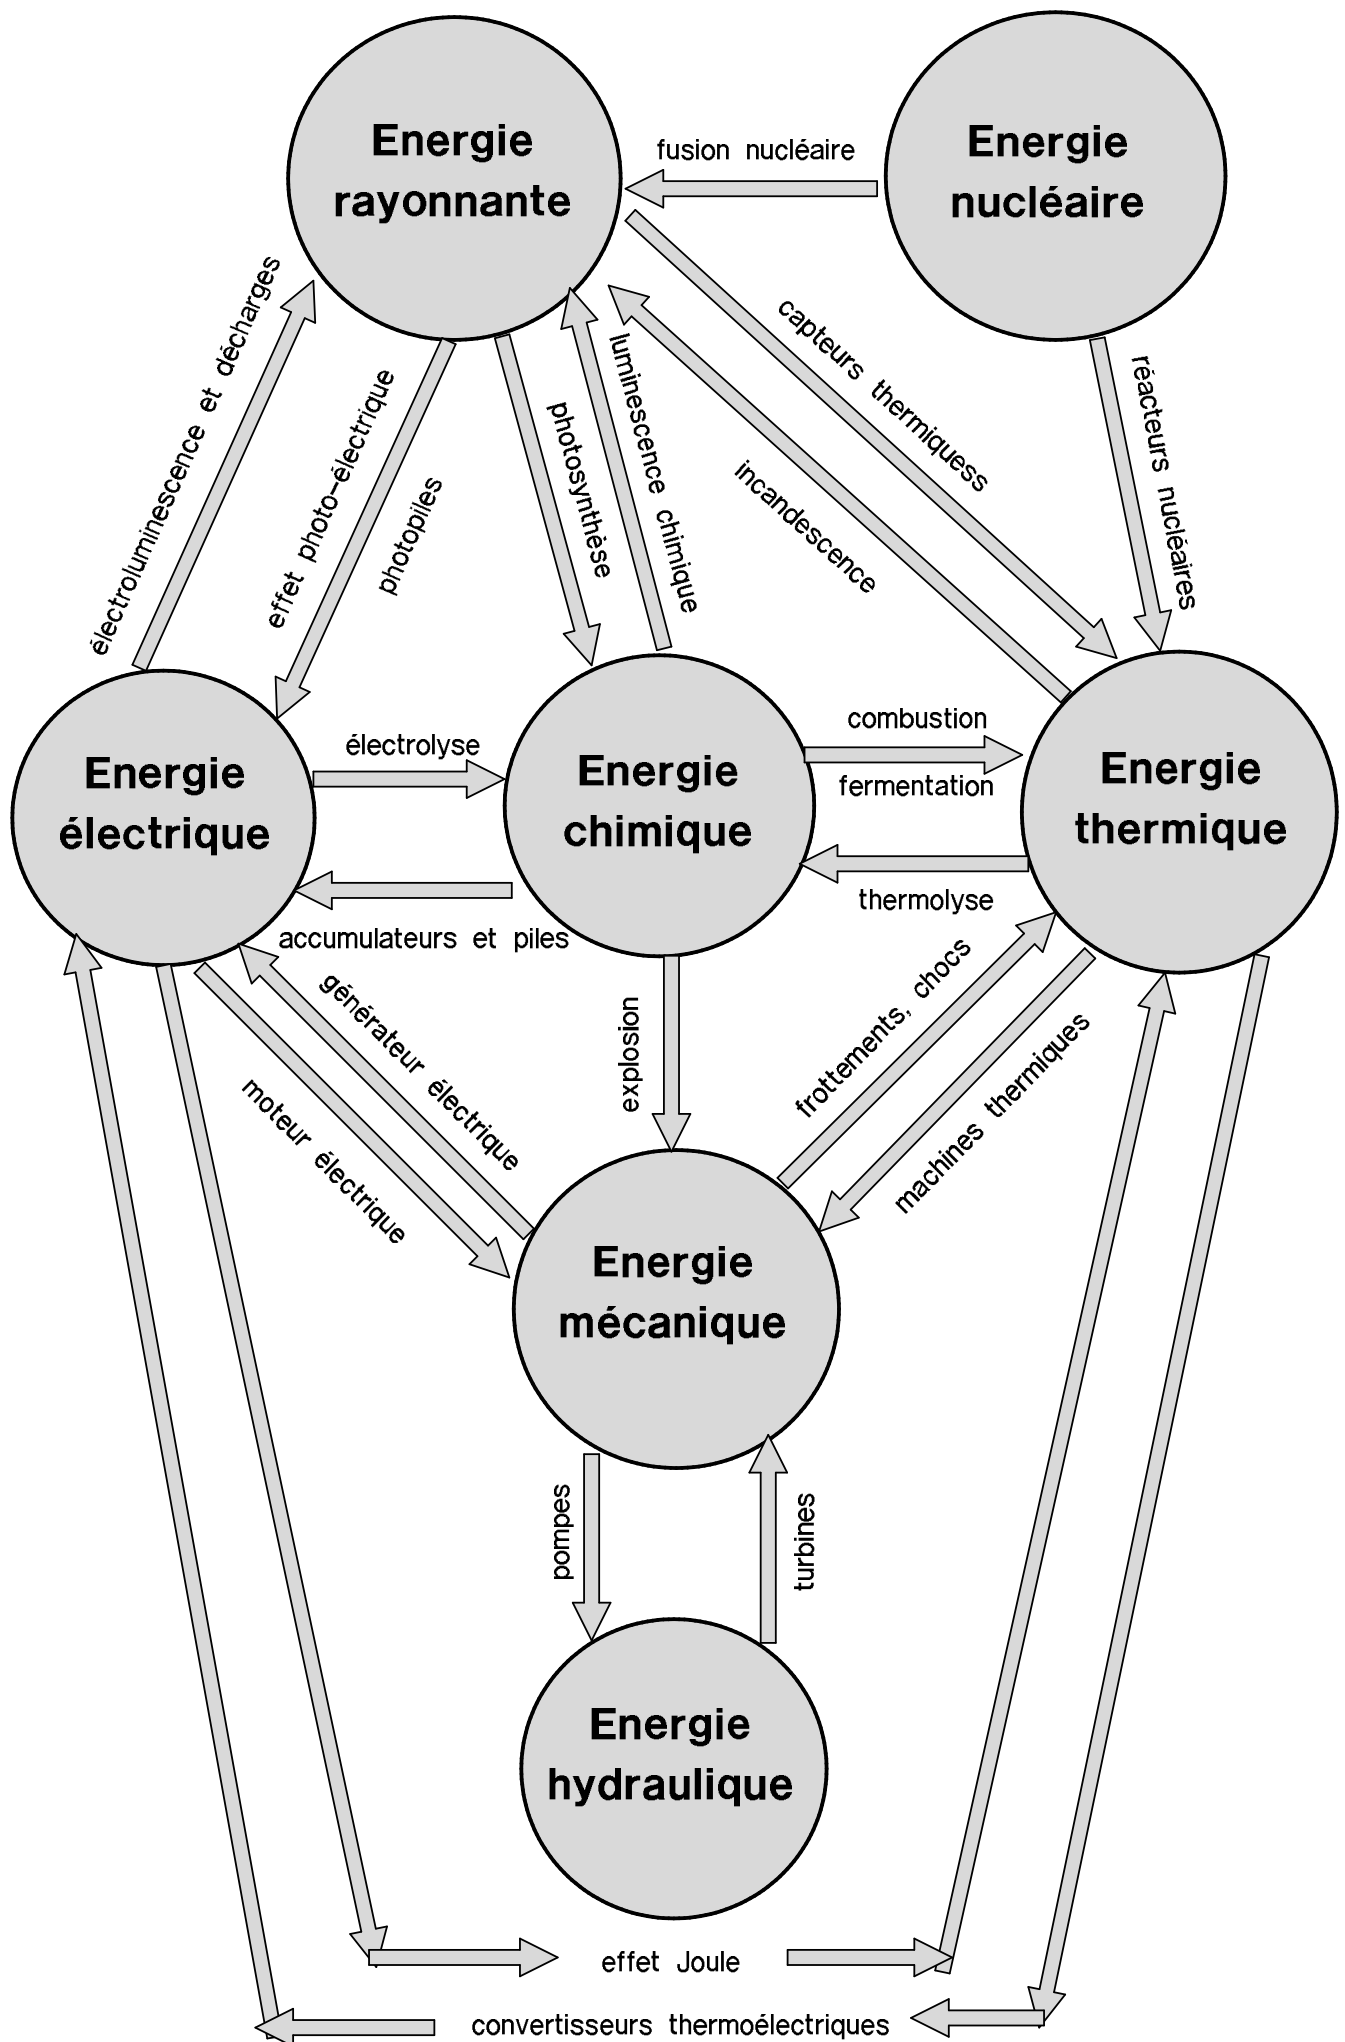 Energie
rayonnante
fusion nucléaire
Energie
nucléaire
électroluminescence et décharges
effet photo-électrique
photopiles
photosynthèse
luminescence chimique
capteurs thermiquess
incandescence
réacteurs nucléaires
Energie
électrique
électrolyse
accumulateurs et piles
Energie
chimique
combustion
fermentation
thermolyse
Energie
thermique
générateur électrique
moteur électrique
explosion
frottements, chocs
machines thermiques
Energie
mécanique
pompes
turbines
Energie
hydraulique
effet Joule
convertisseurs thermoélectriques